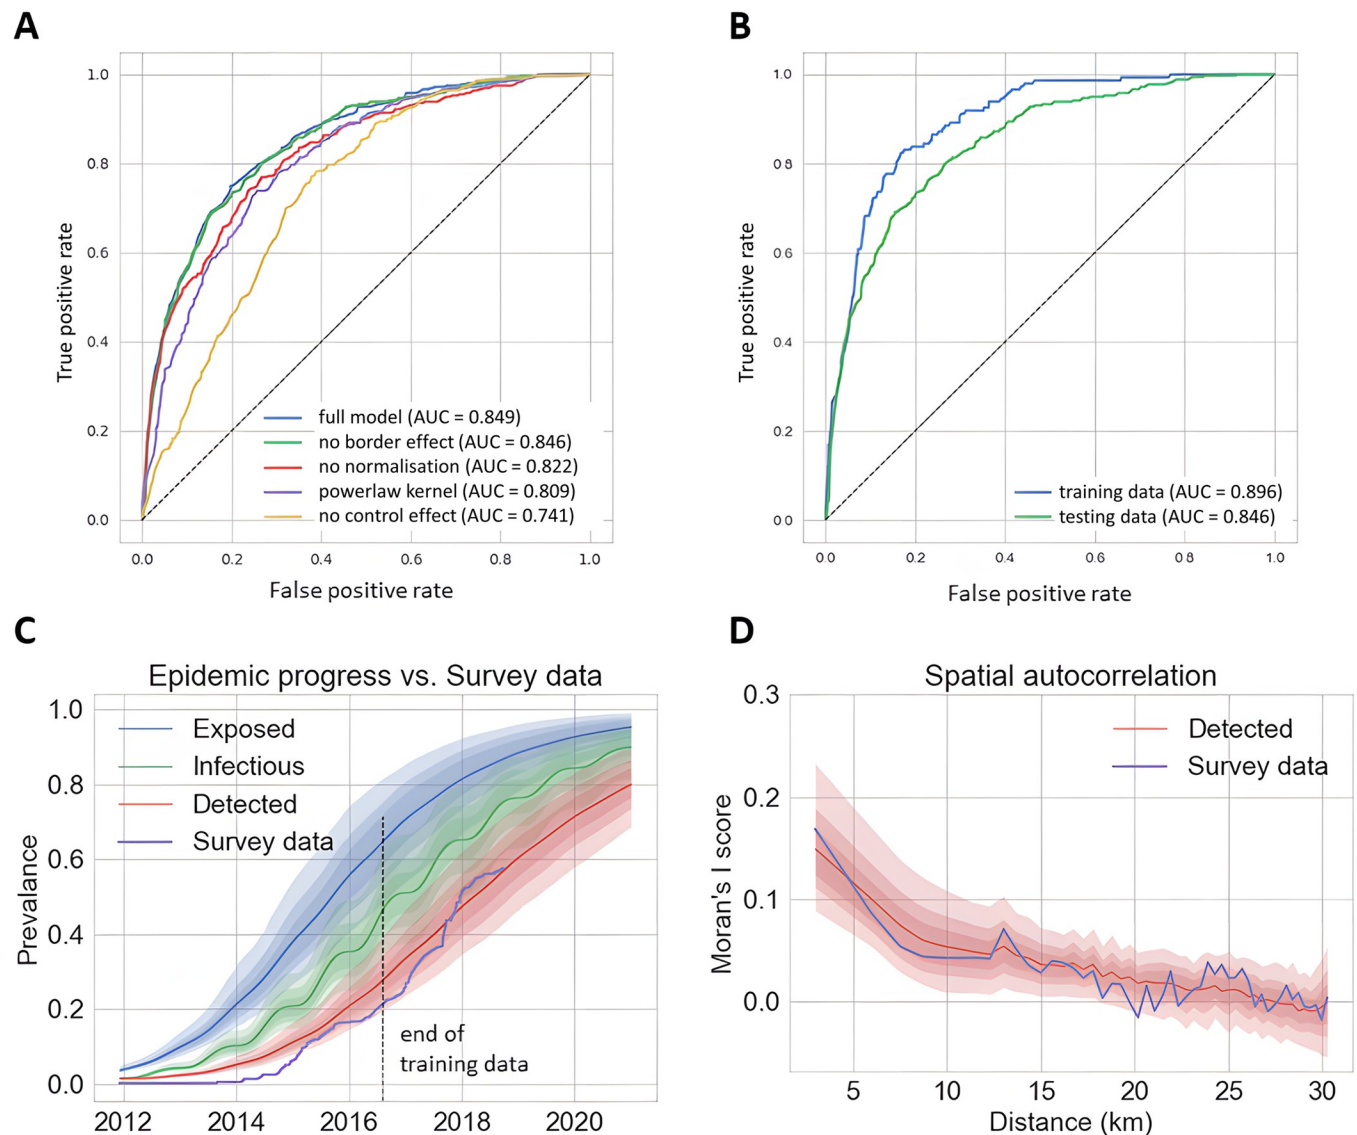 A
1.0
0.8
0.6
0.4
0.2
0.0
True positive rate
full model (AUC = 0.849)
no border effect (AUC = 0.846)
no normalisation (AUC = 0.822)
powerlaw kernel (AUC = 0.809)
no control effect (AUC = 0.741)
0.0 0.2 0.4 0.6 0.8 1.0
False positive rate
B
1.0
0.8
0.6
0.4
0.2
0.0
True positive rate
training data (AUC = 0.896)
testing data (AUC = 0.846)
0.0 0.2 0.4 0.6 0.8 1.0
False positive rate
C
Epidemic progress vs. Survey data
1.0
0.8
0.6
0.4
0.2
0.0
Prevalance
Exposed
Infectious
Detected
Survey data
end of
training data
2012 2014 2016 2018 2020
D
Spatial autocorrelation
0.3
0.2
0.1
0.0
Moran's I score
Detected
Survey data
5 10 15 20 25 30
Distance (km)